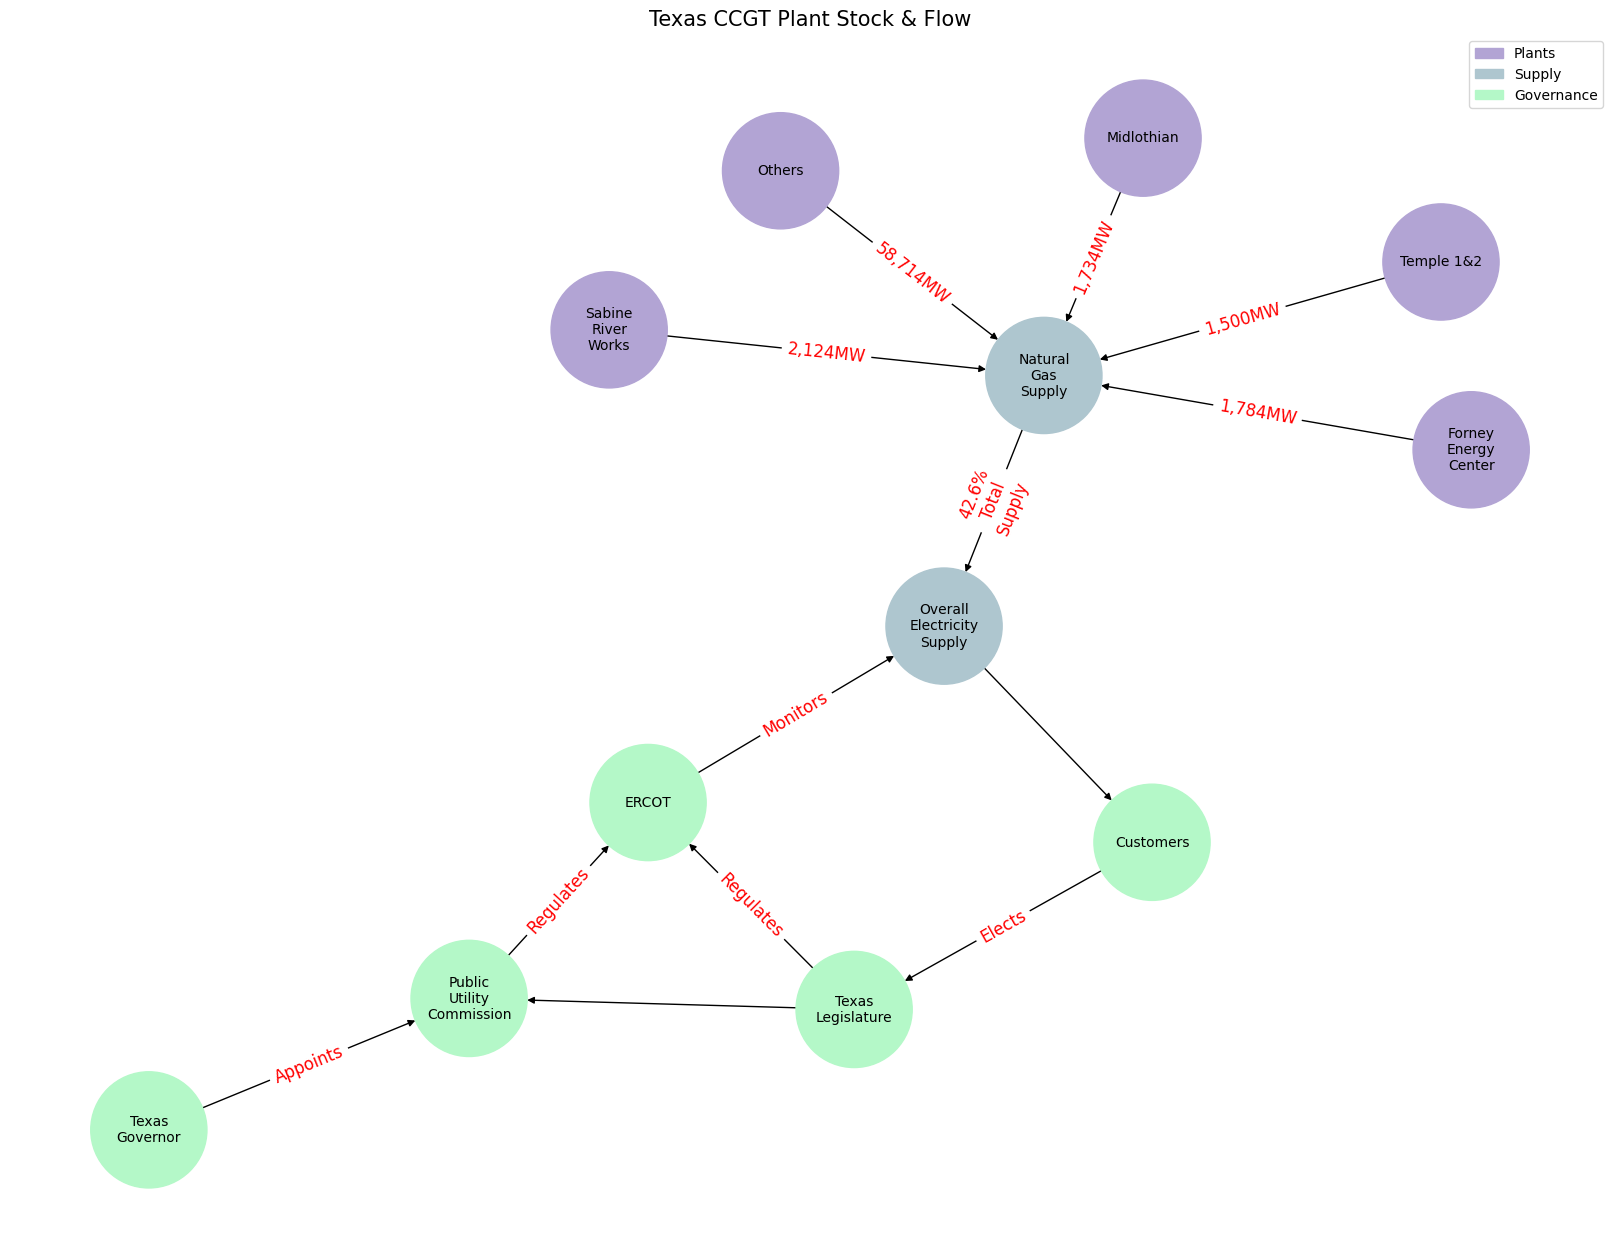 Texas CCGT Plant Stock & Flow
Plants
Supply
Governance
Midlothian
Others
Temple 1&2
58,714MW
1,734MW
1,500MW
Sabine
River
Works
2,124MW
Natural
Gas
Supply
1,784MW
Forney
Energy
Center
42.6%
Total
Supply
Overall
Electricity
Supply
Monitors
ERCOT
Customers
Regulates
Regulates
Elects
Public
Utility
Commission
Texas
Legislature
Appoints
Texas
Governor